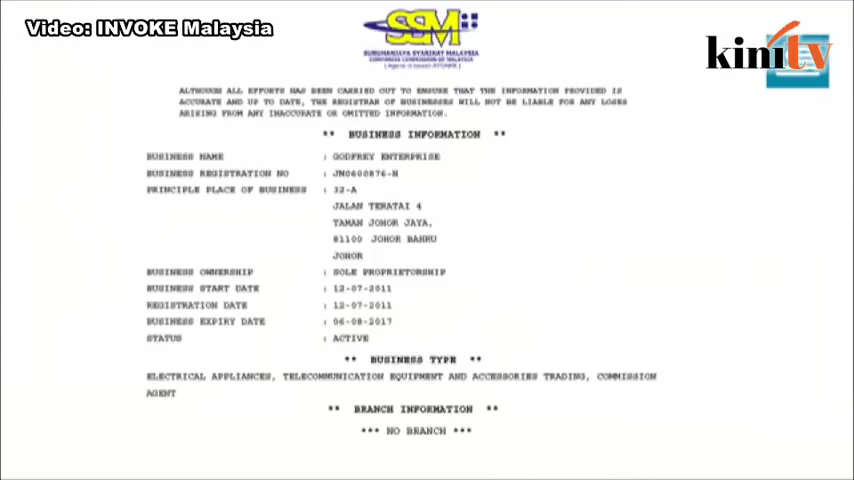 Video: INVOKE Malaysia
SSM
SURUHANJAYA SYARIKAT MALAYSIA
COMPANIES COMMISSION OF MALAYSIA
kinitv
ALTHOUGH ALL EFFORTS HAS BEEN CARRIED OUT TO ENSURE THAT THE INFORMATION PROVIDED IS
ACCURATE AND UP TO DATE, THE REGISTRAR OF BUSINESSES WILL NOT BE LIABLE FOR ANY LOSES
ARISING FROM ANY INACCURATE OR OMITTED INFORMATION.
** BUSINESS INFORMATION **
BUSINESS NAME : GODFREY ENTERPRISE
BUSINESS REGISTRATION NO : JM0600876-H
PRINCIPLE PLACE OF BUSINESS : 32-A
JALAN TERATAI 4
TAMAN JOHOR JAYA,
81100 JOHOR BAHRU
JOHOR
BUSINESS OWNERSHIP : SOLE PROPRIETORSHIP
BUSINESS START DATE : 12-07-2011
REGISTRATION DATE : 12-07-2011
BUSINESS EXPIRY DATE : 06-08-2017
STATUS : ACTIVE
** BUSINESS TYPE **
ELECTRICAL APPLIANCES, TELECOMMUNICATION EQUIPMENT AND ACCESSORIES TRADING, COMMISSION
AGENT
** BRANCH INFORMATION **
*** NO BRANCH ***